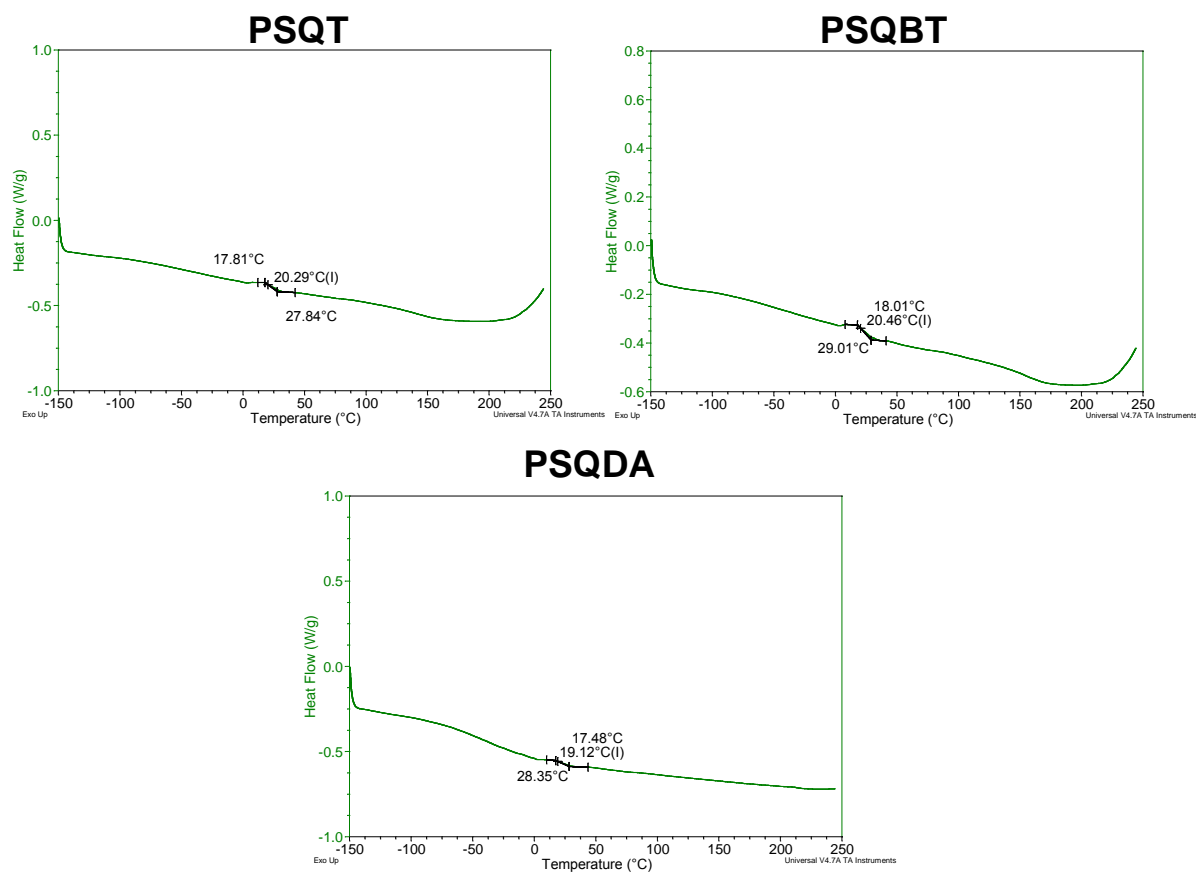 PSQT
1.0
0.5
0.0
-0.5
-1.0
Heat Flow (W/g)
17.81°C
20.29°C(I)
27.84°C
-150 -100 -50 0 50 100 150 200 250
Exo Up
Temperature (°C)
Universal V4.7A TA Instruments
PSQBT
0.8
0.6
0.4
0.2
0.0
-0.2
-0.4
-0.6
Heat Flow (W/g)
18.01°C
20.46°C(I)
29.01°C
-150 -100 -50 0 50 100 150 200 250
Exo Up
Temperature (°C)
Universal V4.7A TA Instruments
PSQDA
1.0
0.5
0.0
-0.5
-1.0
Heat Flow (W/g)
17.48°C
19.12°C(I)
28.35°C
-150 -100 -50 0 50 100 150 200 250
Exo Up
Temperature (°C)
Universal V4.7A TA Instruments